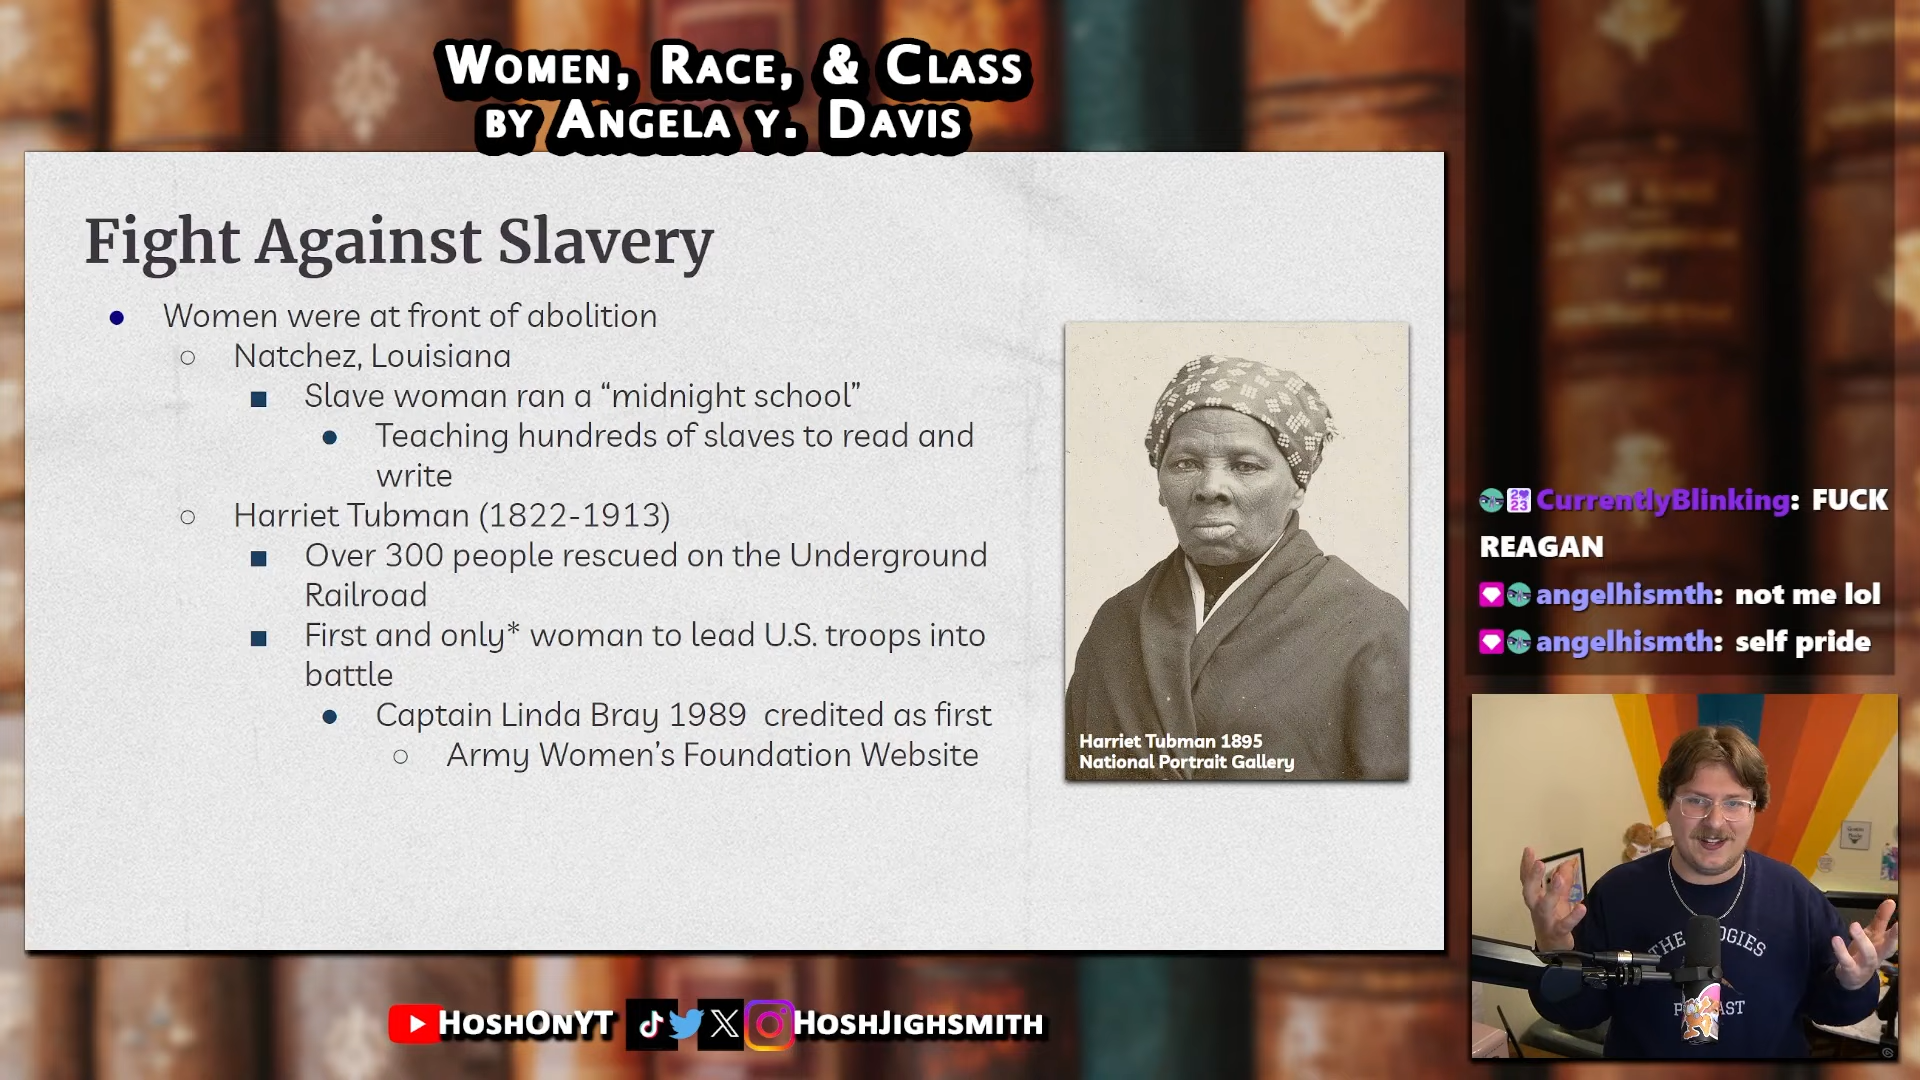 WOMEN, RACE, & CLASS
BY ANGELA Y. DAVIS
Fight Against Slavery
● Women were at front of abolition
○ Natchez, Louisiana
■ Slave woman ran a “midnight school”
● Teaching hundreds of slaves to read and
write
○ Harriet Tubman (1822-1913)
■ Over 300 people rescued on the Underground
Railroad
■ First and only* woman to lead U.S. troops into
battle
● Captain Linda Bray 1989 credited as first
○ Army Women’s Foundation Website
Harriet Tubman 1895
National Portrait Gallery
CurrentlyBlinking: FUCK
REAGAN
angelhismth: not me lol
angelhismth: self pride
HOSHONYT
HOSHJIGHSMITH